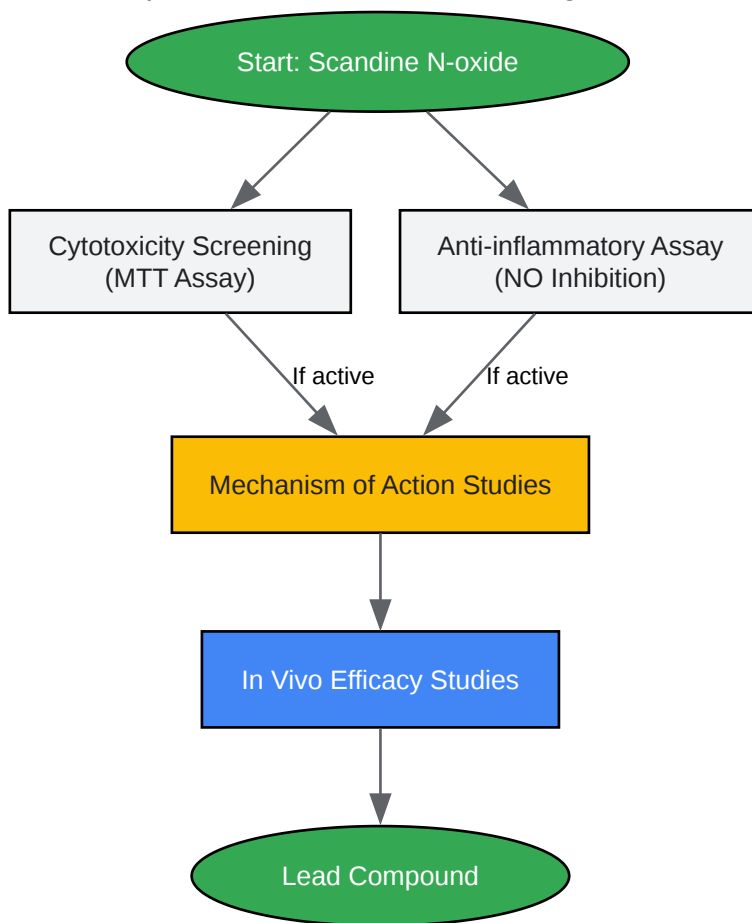 Start: Scandine N-oxide
Cytotoxicity Screening
(MTT Assay)
Anti-inflammatory Assay
(NO Inhibition)
If active
If active
Mechanism of Action Studies
In Vivo Efficacy Studies
Lead Compound